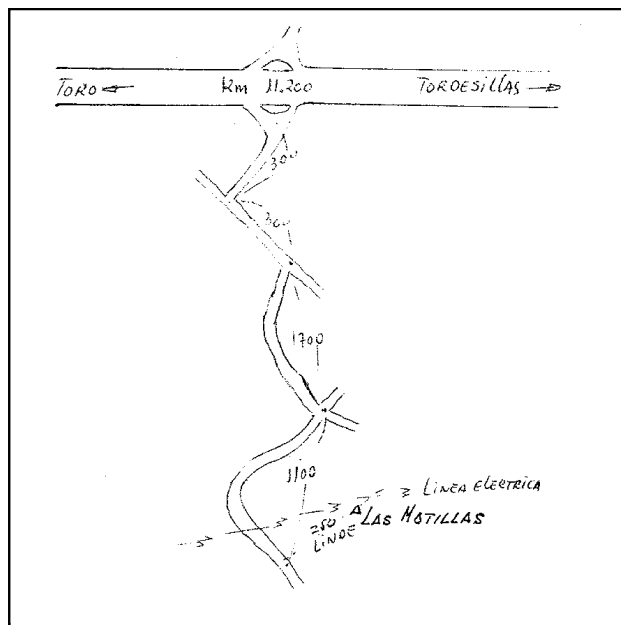 TORO
Km 11.200
TORDESILLAS
300
300
1700
1100
LINEA ELECTRICA
250 A LAS MOTILLAS
LINDE